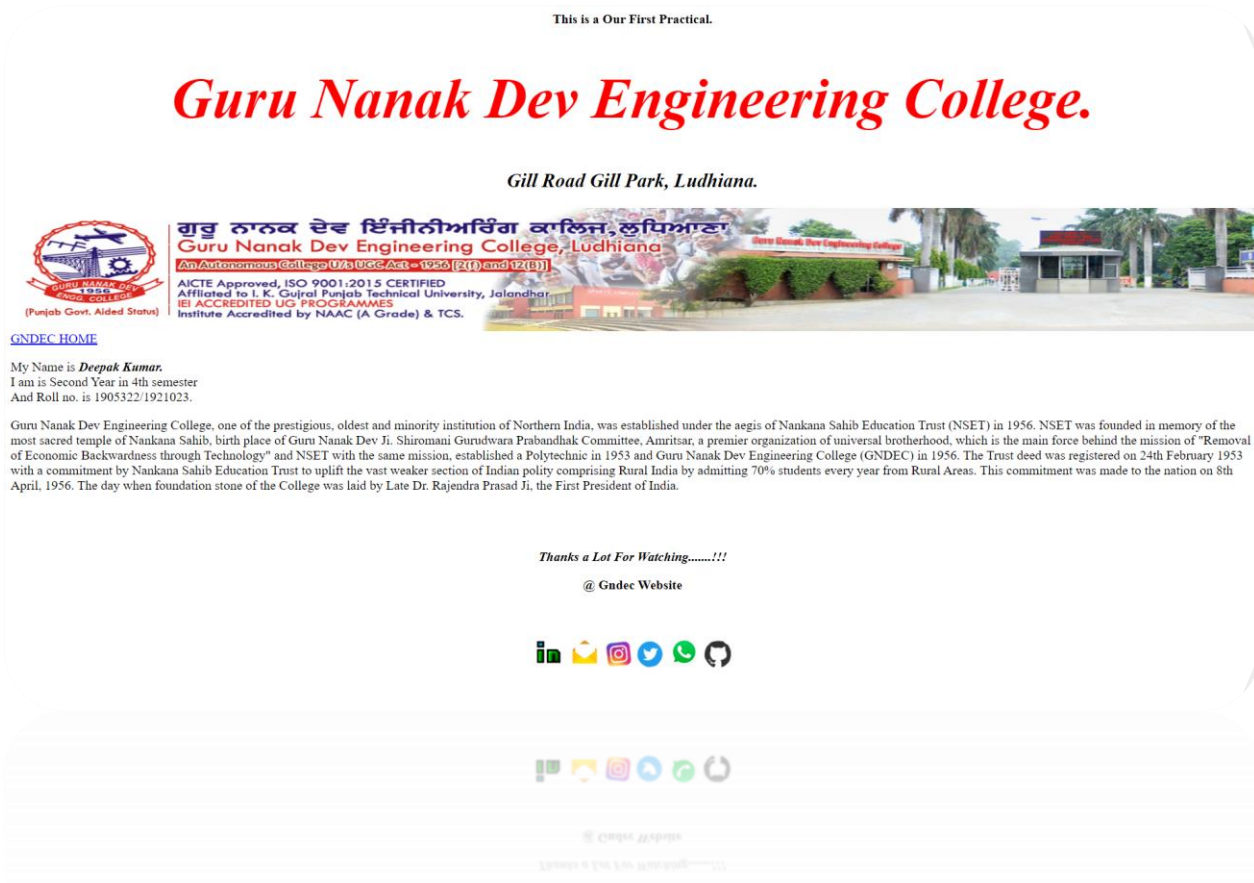 This is a Our First Practical.
Guru Nanak Dev Engineering College.
Gill Road Gill Park, Ludhiana.
ਗੁਰੂ ਨਾਨਕ ਦੇਵ ਇੰਜੀਨੀਅਰਿੰਗ ਕਾਲਿਜ, ਲੁਧਿਆਣਾ
Guru Nanak Dev Engineering College, Ludhiana
An Autonomous College U/s UGC Act - 1956 [2(f) and 12(B)]
AICTE Approved, ISO 9001:2015 CERTIFIED
Affliated to I. K. Gujral Punjab Technical University, Jalandhar
IEI ACCREDITED UG PROGRAMMES
Institute Accredited by NAAC (A Grade) & TCS.
GURU NANAK DEV
1956
ENGG. COLLEGE
(Punjab Govt. Aided Status)
Guru Nanak Dev Engineering College
GNDEC HOME
My Name is Deepak Kumar.
I am is Second Year in 4th semester
And Roll no. is 1905322/1921023.
Guru Nanak Dev Engineering College, one of the prestigious, oldest and minority institution of Northern India, was established under the aegis of Nankana Sahib Education Trust (NSET) in 1956. NSET was founded in memory of the
most sacred temple of Nankana Sahib, birth place of Guru Nanak Dev Ji. Shiromani Gurudwara Prabandhak Committee, Amritsar, a premier organization of universal brotherhood, which is the main force behind the mission of "Removal
of Economic Backwardness through Technology" and NSET with the same mission, established a Polytechnic in 1953 and Guru Nanak Dev Engineering College (GNDEC) in 1956. The Trust deed was registered on 24th February 1953
with a commitment by Nankana Sahib Education Trust to uplift the vast weaker section of Indian polity comprising Rural India by admitting 70% students every year from Rural Areas. This commitment was made to the nation on 8th
April, 1956. The day when foundation stone of the College was laid by Late Dr. Rajendra Prasad Ji, the First President of India.
Thanks a Lot For Watching.......!!!
@ Gndec Website
in
@ Gndec Website
Thanks a Lot For Watching.......!!!